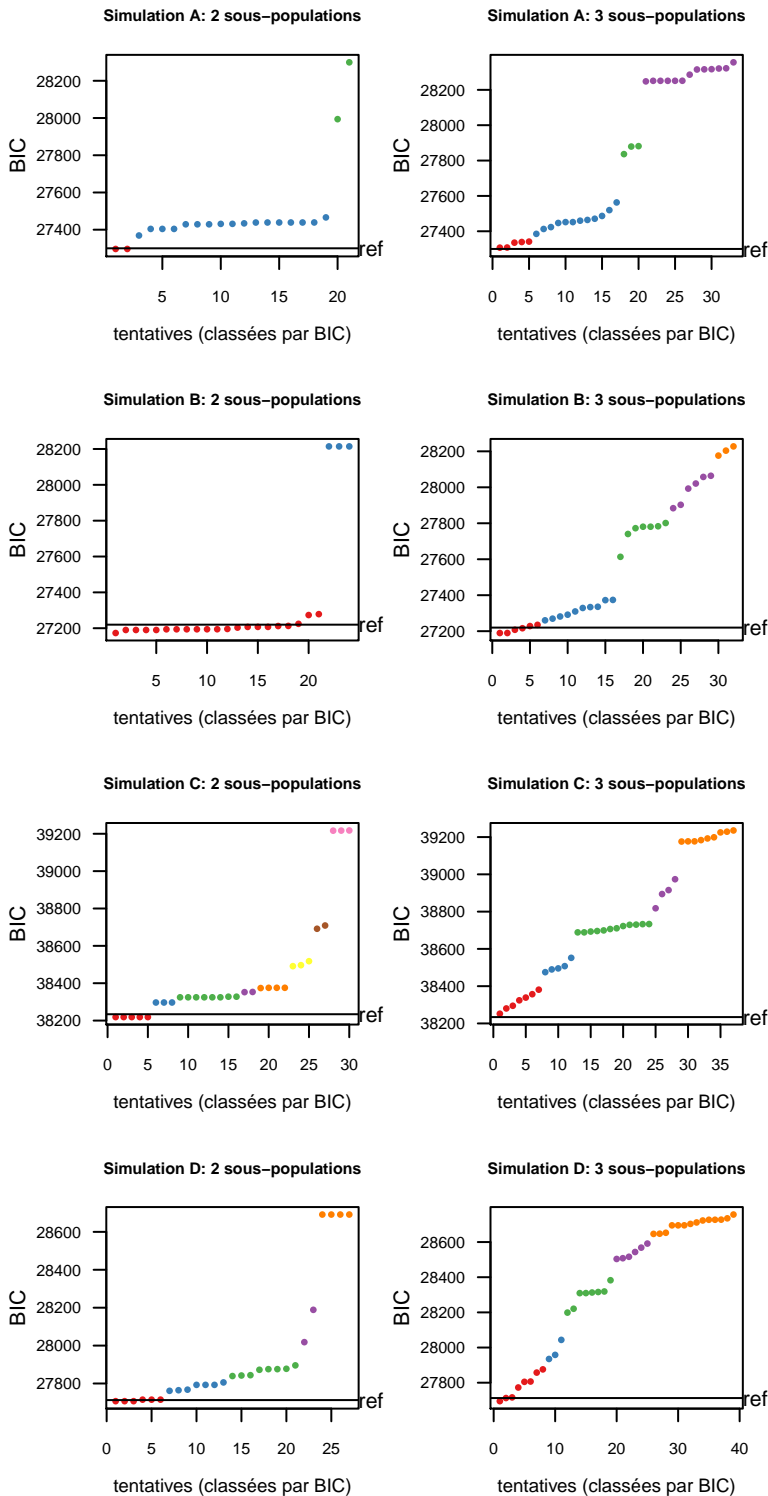 Simulation A: 2 sous−populations
28200
28000
27800
27600
27400
BIC
ref
5 10 15 20
tentatives (classées par BIC)
Simulation A: 3 sous−populations
28200
28000
27800
27600
27400
BIC
ref
0 5 10 15 20 25 30
tentatives (classées par BIC)
Simulation B: 2 sous−populations
28200
28000
27800
27600
27400
27200
BIC
ref
5 10 15 20
tentatives (classées par BIC)
Simulation B: 3 sous−populations
28200
28000
27800
27600
27400
27200
BIC
ref
0 5 10 15 20 25 30
tentatives (classées par BIC)
Simulation C: 2 sous−populations
39200
39000
38800
38600
38400
38200
BIC
ref
0 5 10 15 20 25 30
tentatives (classées par BIC)
Simulation C: 3 sous−populations
39200
39000
38800
38600
38400
38200
BIC
ref
0 5 10 15 20 25 30 35
tentatives (classées par BIC)
Simulation D: 2 sous−populations
28600
28400
28200
28000
27800
BIC
ref
0 5 10 15 20 25
tentatives (classées par BIC)
Simulation D: 3 sous−populations
28600
28400
28200
28000
27800
BIC
ref
0 10 20 30 40
tentatives (classées par BIC)